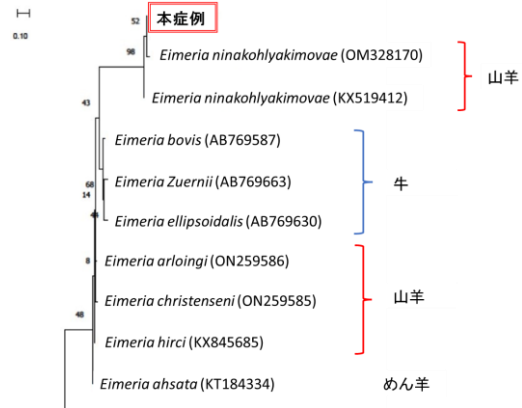 52
本症例
0.10
Eimeria ninakohlyakimovae (OM328170)
98
山羊
Eimeria ninakohlyakimovae (KX519412)
43
Eimeria bovis (AB769587)
68
Eimeria Zuernii (AB769663)
牛
14
Eimeria ellipsoidalis (AB769630)
Eimeria arloingi (ON259586)
8
山羊
Eimeria christenseni (ON259585)
48
Eimeria hirci (KX845685)
Eimeria ahsata (KT184334)
めん羊